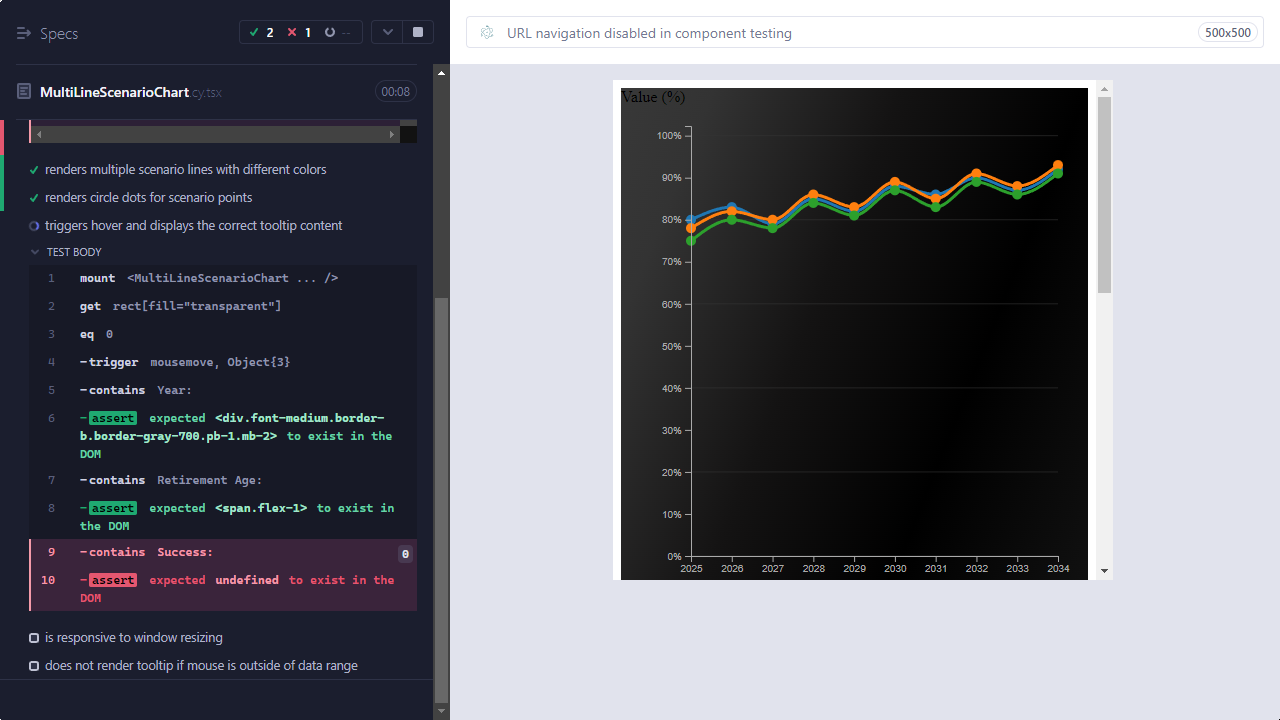 Specs
2
1
--
URL navigation disabled in component testing
500x500
MultiLineScenarioChart.cy.tsx
00:08
renders multiple scenario lines with different colors
renders circle dots for scenario points
triggers hover and displays the correct tooltip content
TEST BODY
1 mount <MultiLineScenarioChart ... />
2 get rect[fill="transparent"]
3 eq 0
4 -trigger mousemove, Object{3}
5 -contains Year:
6 -assert expected <div.font-medium.border-
b.border-gray-700.pb-1.mb-2> to exist in the
DOM
7 -contains Retirement Age:
8 -assert expected <span.flex-1> to exist in
the DOM
9 -contains Success: 0
10 -assert expected undefined to exist in the
DOM
is responsive to window resizing
does not render tooltip if mouse is outside of data range
Value (%)
100%
90%
80%
70%
60%
50%
40%
30%
20%
10%
0%
2025 2026 2027 2028 2029 2030 2031 2032 2033 2034